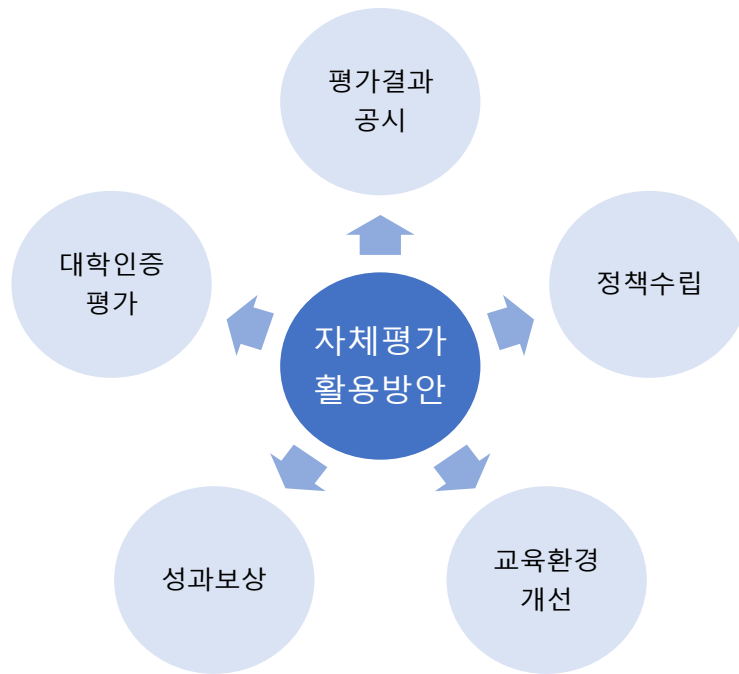 평가결과
공시
대학인증
평가
정책수립
자체평가
활용방안
성과보상
교육환경
개선